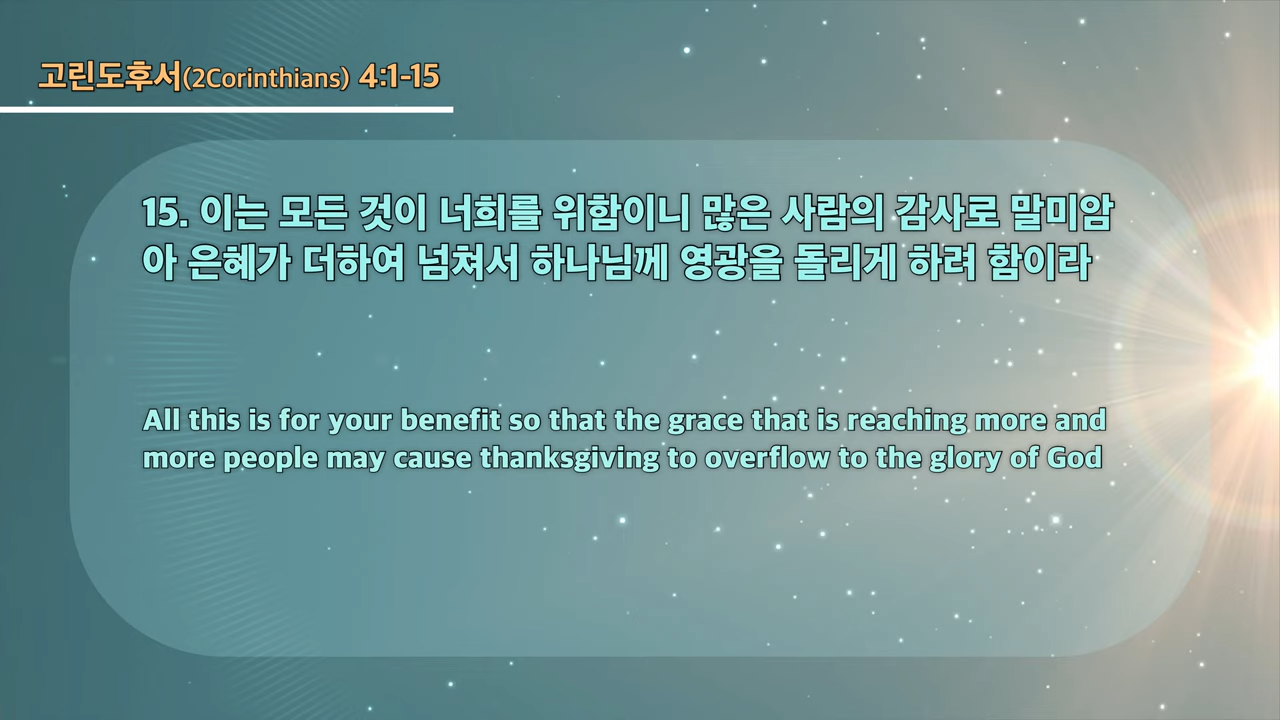 고린도후서(2Corinthians) 4:1-15
15. 이는 모든 것이 너희를 위함이니 많은 사람의 감사로 말미암
아 은혜가 더하여 넘쳐서 하나님께 영광을 돌리게 하려 함이라
All this is for your benefit so that the grace that is reaching more and
more people may cause thanksgiving to overflow to the glory of God